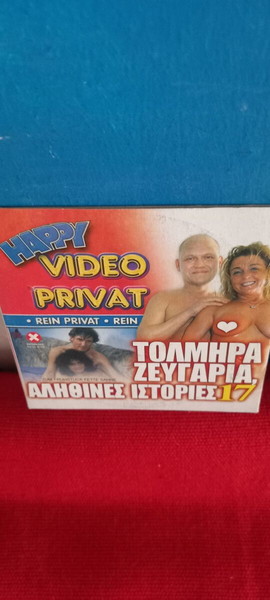 HAPPY
VIDEO
PRIVAT
• REIN PRIVAT • REIN
ΤΟΛΜΗΡΑ
ΖΕΥΓΑΡΙΑ
ΑΛΗΘΙΝΕΣ ΙΣΤΟΡΙΕΣ 17